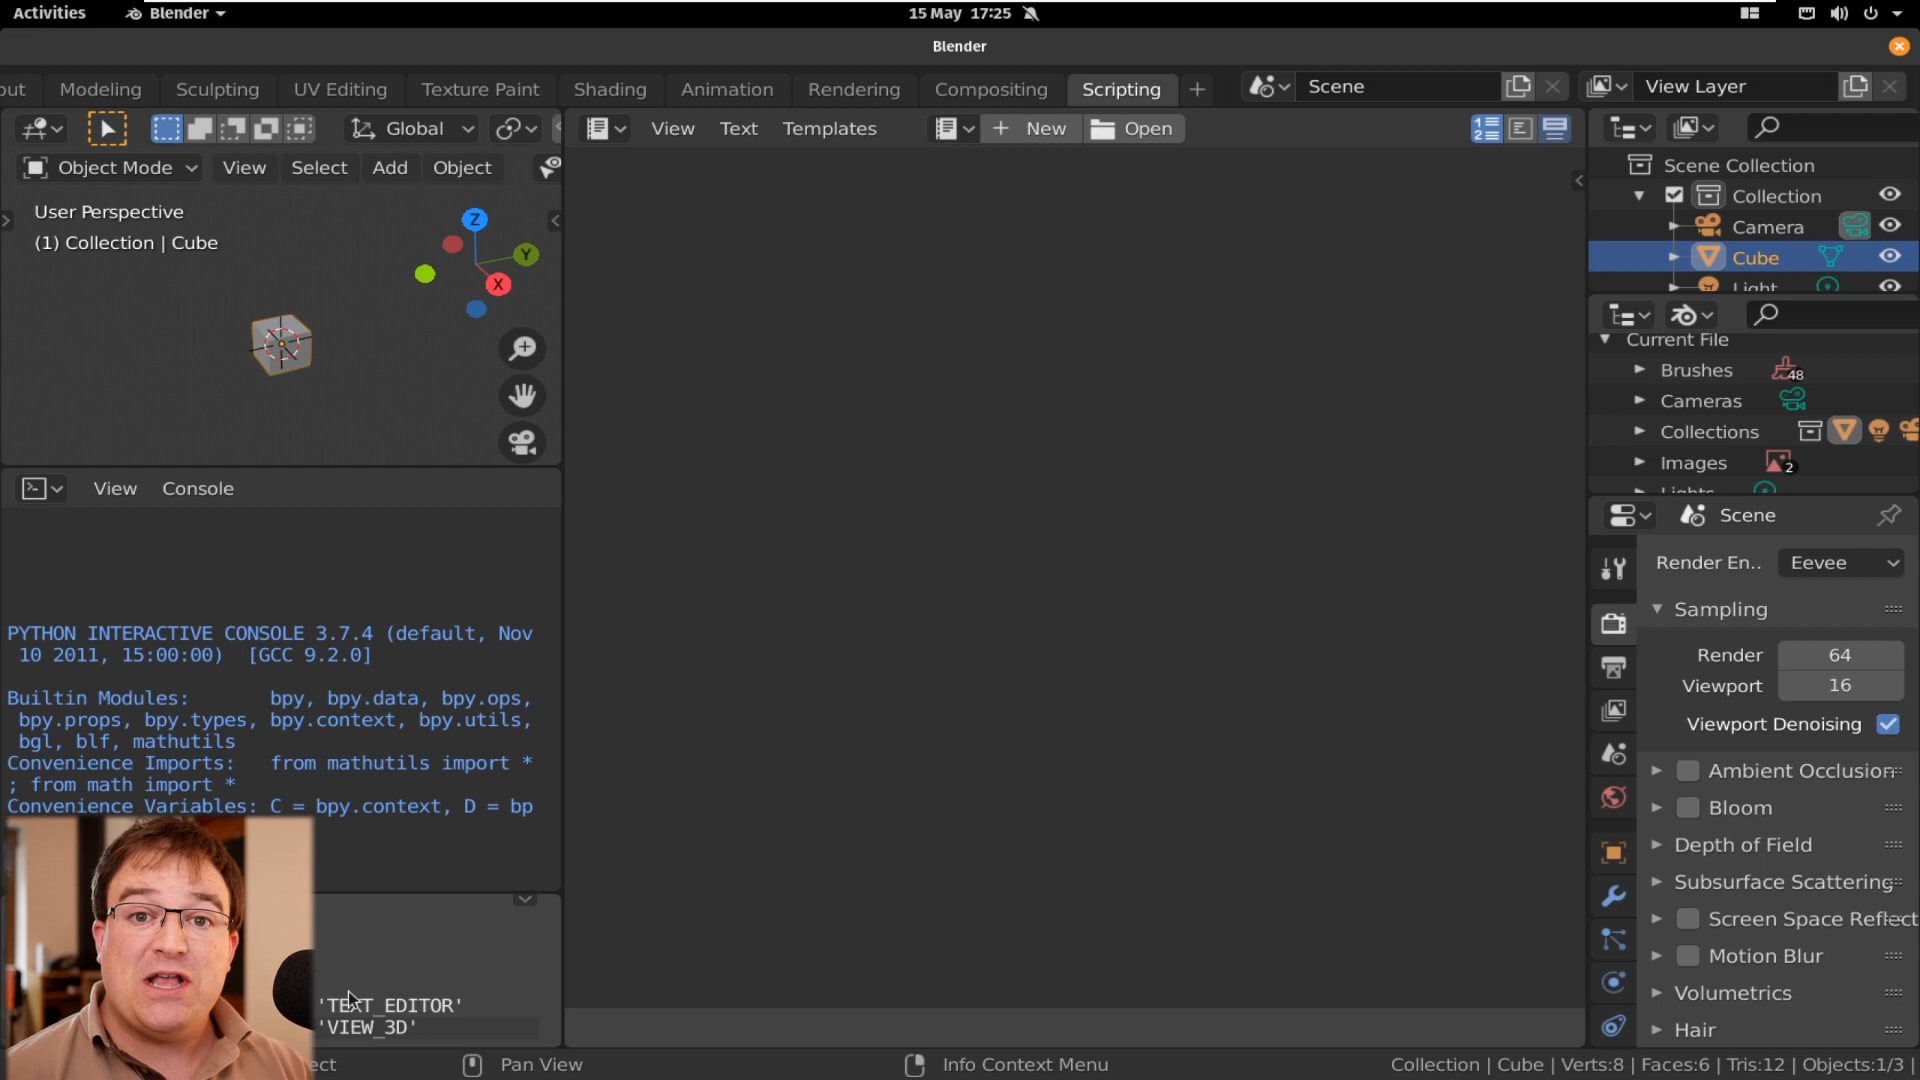 Activities
Blender
15 May 17:25
Blender
out
Modeling
Sculpting
UV Editing
Texture Paint
Shading
Animation
Rendering
Compositing
Scripting
+
Scene
View Layer
Global
View
Text
Templates
+ New
Open
Object Mode
View
Select
Add
Object
User Perspective
(1) Collection | Cube
Z
Y
X
Scene Collection
Collection
Camera
Cube
Light
Current File
Brushes
48
Cameras
Collections
Images
2
Lights
View
Console
PYTHON INTERACTIVE CONSOLE 3.7.4 (default, Nov
10 2011, 15:00:00) [GCC 9.2.0]
Builtin Modules: bpy, bpy.data, bpy.ops,
bpy.props, bpy.types, bpy.context, bpy.utils,
bgl, blf, mathutils
Convenience Imports: from mathutils import *
; from math import *
Convenience Variables: C = bpy.context, D = bp
'TEXT_EDITOR'
'VIEW_3D'
Scene
Render En..
Eevee
Sampling
Render
64
Viewport
16
Viewport Denoising
Ambient Occlusion
Bloom
Depth of Field
Subsurface Scattering
Screen Space Reflect
Motion Blur
Volumetrics
Hair
ect
Pan View
Info Context Menu
Collection | Cube | Verts:8 | Faces:6 | Tris:12 | Objects:1/3 |